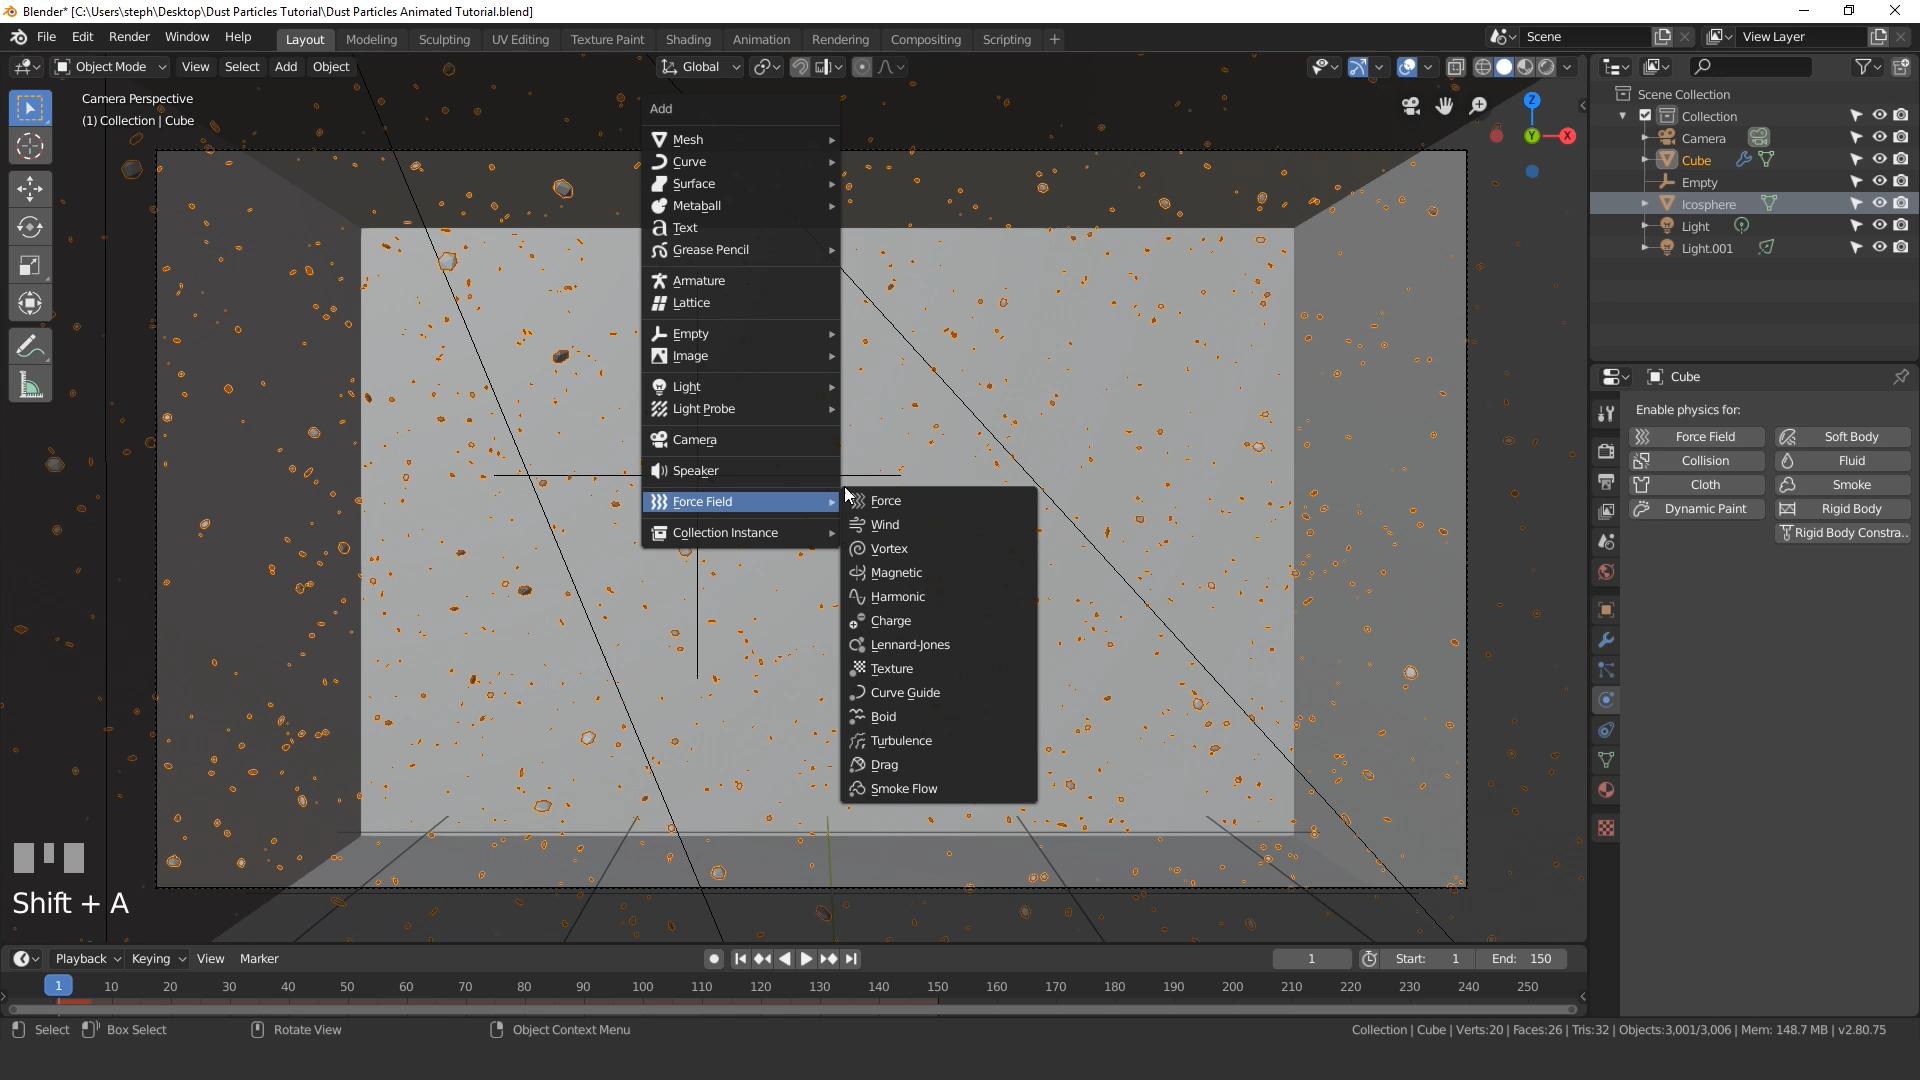 Blender* [C:\Users\steph\Desktop\Dust Particles Tutorial\Dust Particles Animated Tutorial.blend]
File Edit Render Window Help Layout Modeling Sculpting UV Editing Texture Paint Shading Animation Rendering Compositing Scripting + Scene View Layer
Object Mode View Select Add Object Global
Camera Perspective
(1) Collection | Cube
Z
Y X
Add
Mesh
Curve
Surface
Metaball
Text
Grease Pencil
Armature
Lattice
Empty
Image
Light
Light Probe
Camera
Speaker
Force Field
Collection Instance
Force
Wind
Vortex
Magnetic
Harmonic
Charge
Lennard-Jones
Texture
Curve Guide
Boid
Turbulence
Drag
Smoke Flow
Shift + A
Scene Collection
Collection
Camera
Cube
Empty
Icosphere
Light
Light.001
Cube
Enable physics for:
Force Field Soft Body
Collision Fluid
Cloth Smoke
Dynamic Paint Rigid Body
Rigid Body Constra..
Playback Keying View Marker 1 Start: 1 End: 150
1 10 20 30 40 50 60 70 80 90 100 110 120 130 140 150 160 170 180 190 200 210 220 230 240 250
Select Box Select Rotate View Object Context Menu Collection | Cube | Verts:20 | Faces:26 | Tris:32 | Objects:3,001/3,006 | Mem: 148.7 MB | v2.80.75